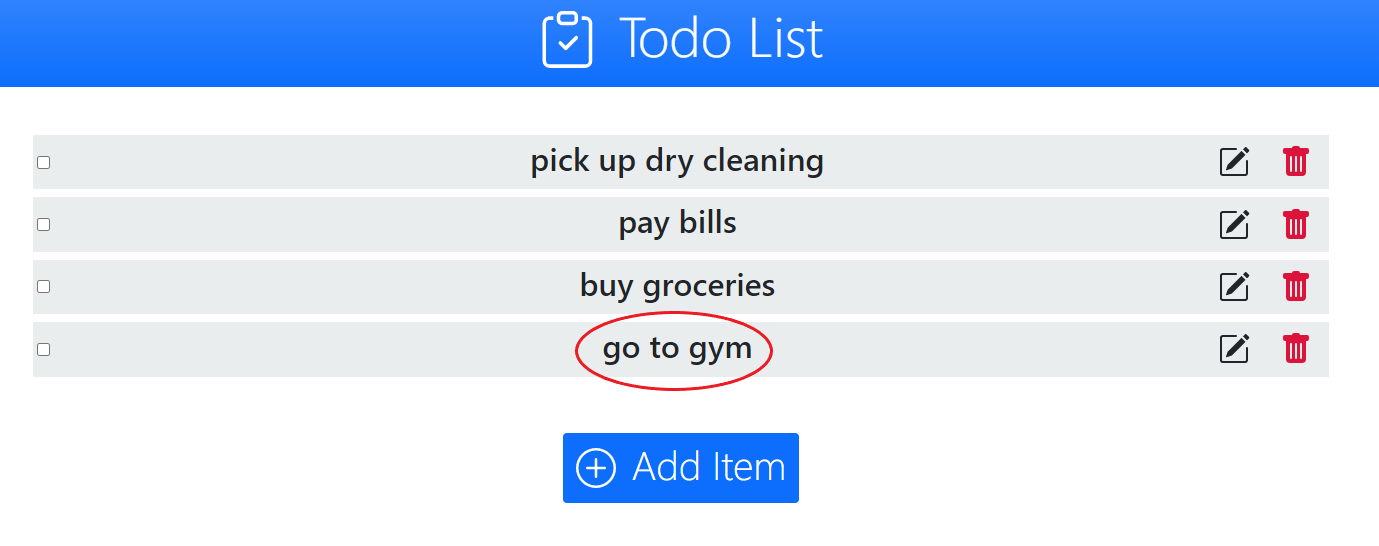 Todo List
pick up dry cleaning
pay bills
buy groceries
go to gym
Add Item